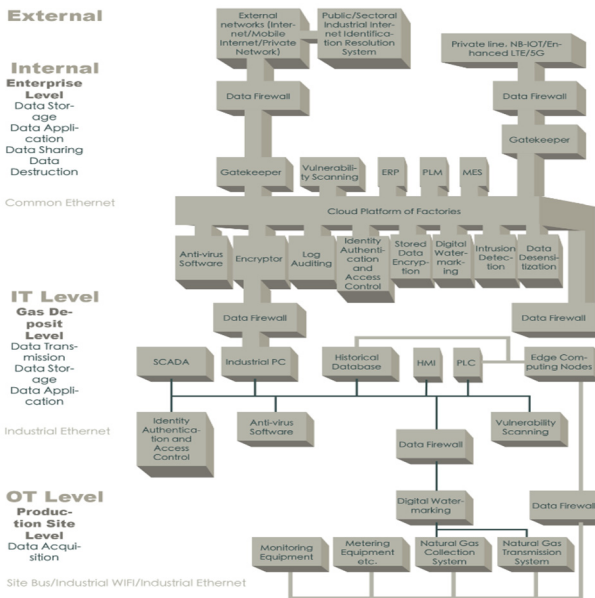 External
External
networks (Inter-
net/Mobile
Internet/Private
Network)
Public/Sectoral
Industrial Inter
net Identifica-
tion Resolution
System
Private line, NB-IOT/En-
hanced LTE/5G
Internal
Enterprise
Level
Data Stor-
age
Data Appli-
cation
Data Sharing
Data
Destruction
Data Firewall
Data Firewall
Gatekeeper
Gatekeeper
Vulnerabili-
ty Scanning
ERP
PLM
MES
Common Ethernet
Cloud Platform of Factories
Anti-virus
Software
Encryptor
Log
Auditing
Identity
Authenti-
cation
and
Access
Control
Stored
Data
Encryp-
tion
Digital
Water-
mark-
ing
Intrusion
Detec-
tion
Data
Desensi-
tization
IT Level
Gas De-
posit
Level
Data Trans-
mission
Data Stor-
age
Data Appli-
cation
Data Firewall
Data Firewall
SCADA
Industrial PC
Historical
Database
HMI
PLC
Edge Com-
puting Nodes
Industrial Ethernet
Identity
Authentica-
tion and
Access
Control
Anti-virus
Software
Data Firewall
Vulnerability
Scanning
OT Level
Produc-
tion Site
Level
Data Acqui-
sition
Digital Water-
marking
Data Firewall
Monitoring
Equipment
Metering
Equipment
etc.
Natural Gas
Collection
System
Natural Gas
Transmission
System
Site Bus/Industrial WIFI/Industrial Ethernet